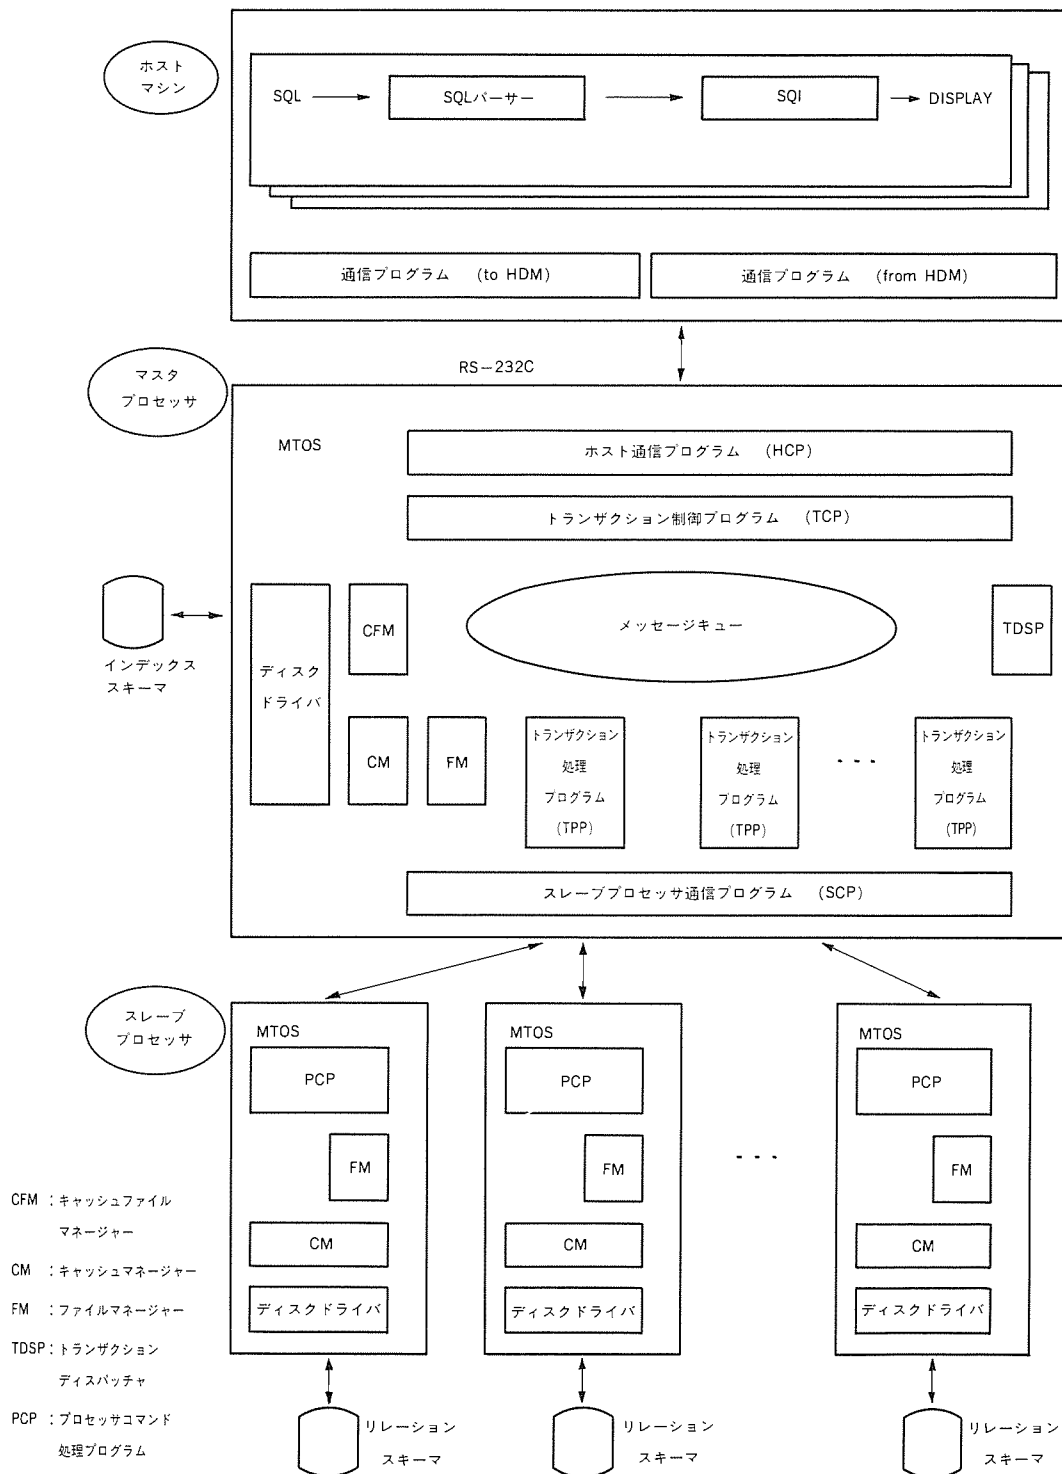 ホスト
マシン
SQL
SQLパーサー
SQI
DISPLAY
通信プログラム (to HDM)
通信プログラム (from HDM)
RS-232C
マスタ
プロセッサ
MTOS
ホスト通信プログラム (HCP)
トランザクション制御プログラム (TCP)
インデックス
スキーマ
ディスク
ドライバ
CFM
メッセージキュー
TDSP
CM
FM
トランザクション
処理
プログラム
(TPP)
トランザクション
処理
プログラム
(TPP)
・・・
トランザクション
処理
プログラム
(TPP)
スレーブプロセッサ通信プログラム (SCP)
スレーブ
プロセッサ
MTOS
PCP
FM
CM
ディスクドライバ
リレーション
スキーマ
MTOS
PCP
FM
CM
ディスクドライバ
リレーション
スキーマ
・・・
MTOS
PCP
FM
CM
ディスクドライバ
リレーション
スキーマ
CFM：キャッシュファイル
マネージャー
CM：キャッシュマネージャー
FM：ファイルマネージャー
TDSP：トランザクション
ディスパッチャ
PCP：プロセッサコマンド
処理プログラム